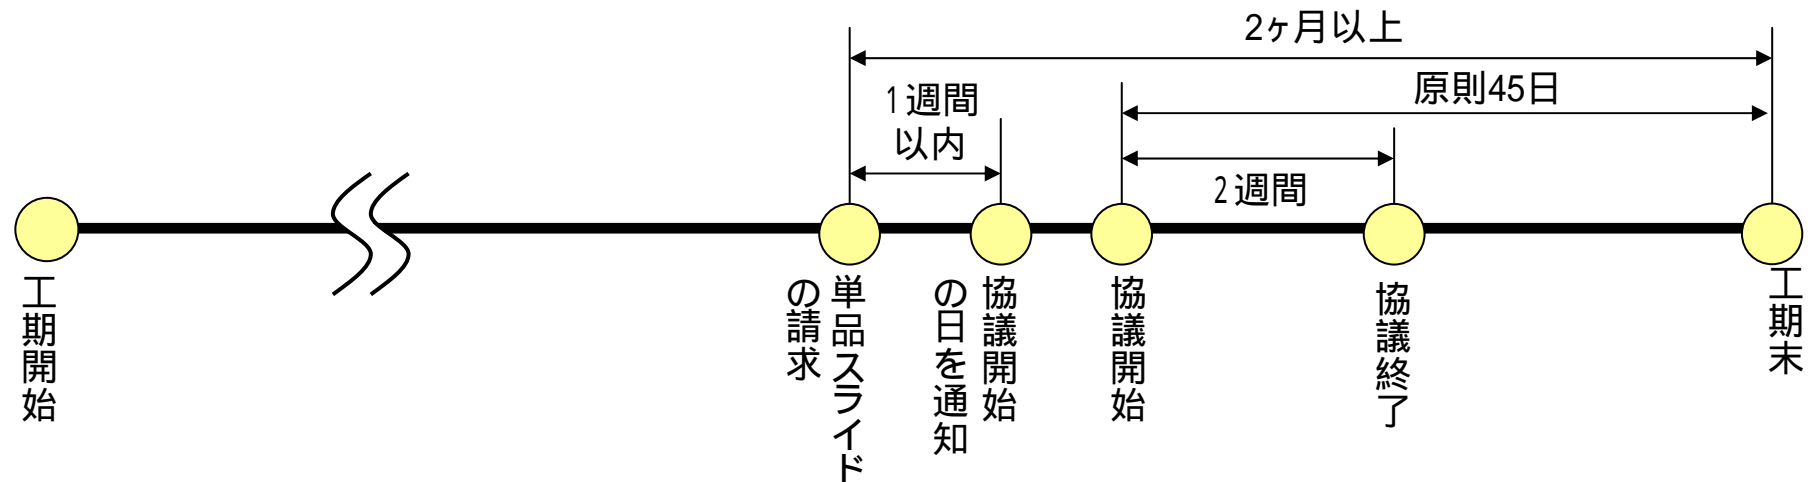 2ヶ月以上
原則45日
1週間
以内
2週間
工期開始
単品スライド
の請求
協議開始
の日を通知
協議開始
協議終了
工期末